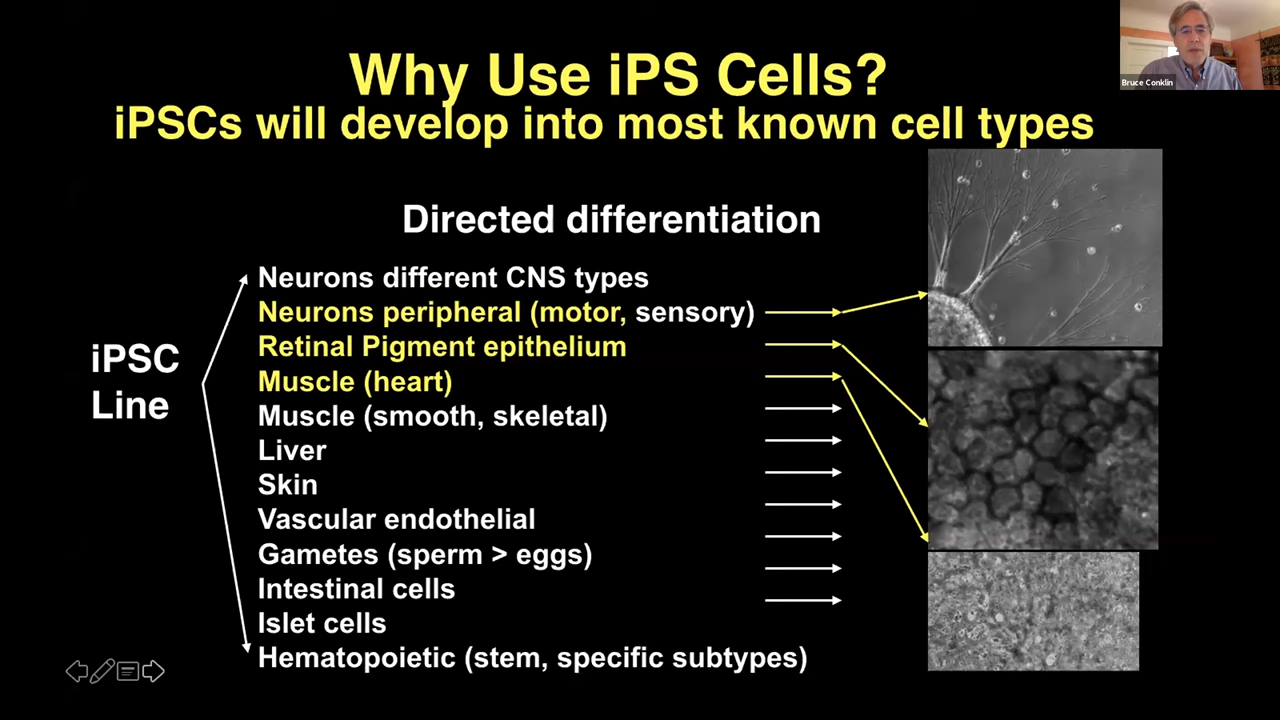 Why Use iPS Cells?
iPSCs will develop into most known cell types
Bruce Conklin
Directed differentiation
iPSC
Line
Neurons different CNS types
Neurons peripheral (motor, sensory)
Retinal Pigment epithelium
Muscle (heart)
Muscle (smooth, skeletal)
Liver
Skin
Vascular endothelial
Gametes (sperm > eggs)
Intestinal cells
Islet cells
Hematopoietic (stem, specific subtypes)